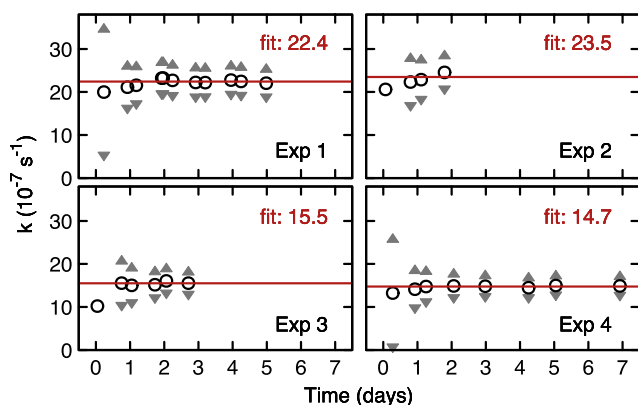 k (10⁻⁷ s⁻¹)
30
20
10
0
fit: 22.4
Exp 1
fit: 23.5
Exp 2
30
20
10
0
fit: 15.5
Exp 3
fit: 14.7
Exp 4
0 1 2 3 4 5 6 7
0 1 2 3 4 5 6 7
Time (days)